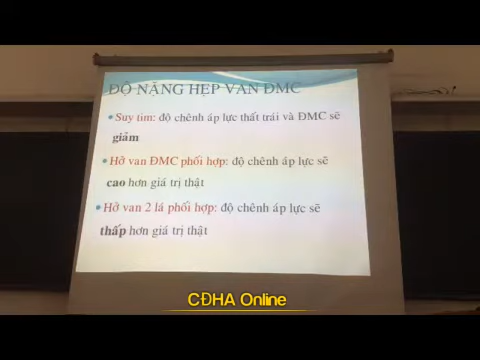 ĐỘ NẶNG HẸP VAN ĐMC
•Suy tim: độ chênh áp lực thất trái và ĐMC sẽ
giảm
•Hở van ĐMC phối hợp: độ chênh áp lực sẽ
cao hơn giá trị thật
•Hở van 2 lá phối hợp: độ chênh áp lực sẽ
thấp hơn giá trị thật
CĐHA Online